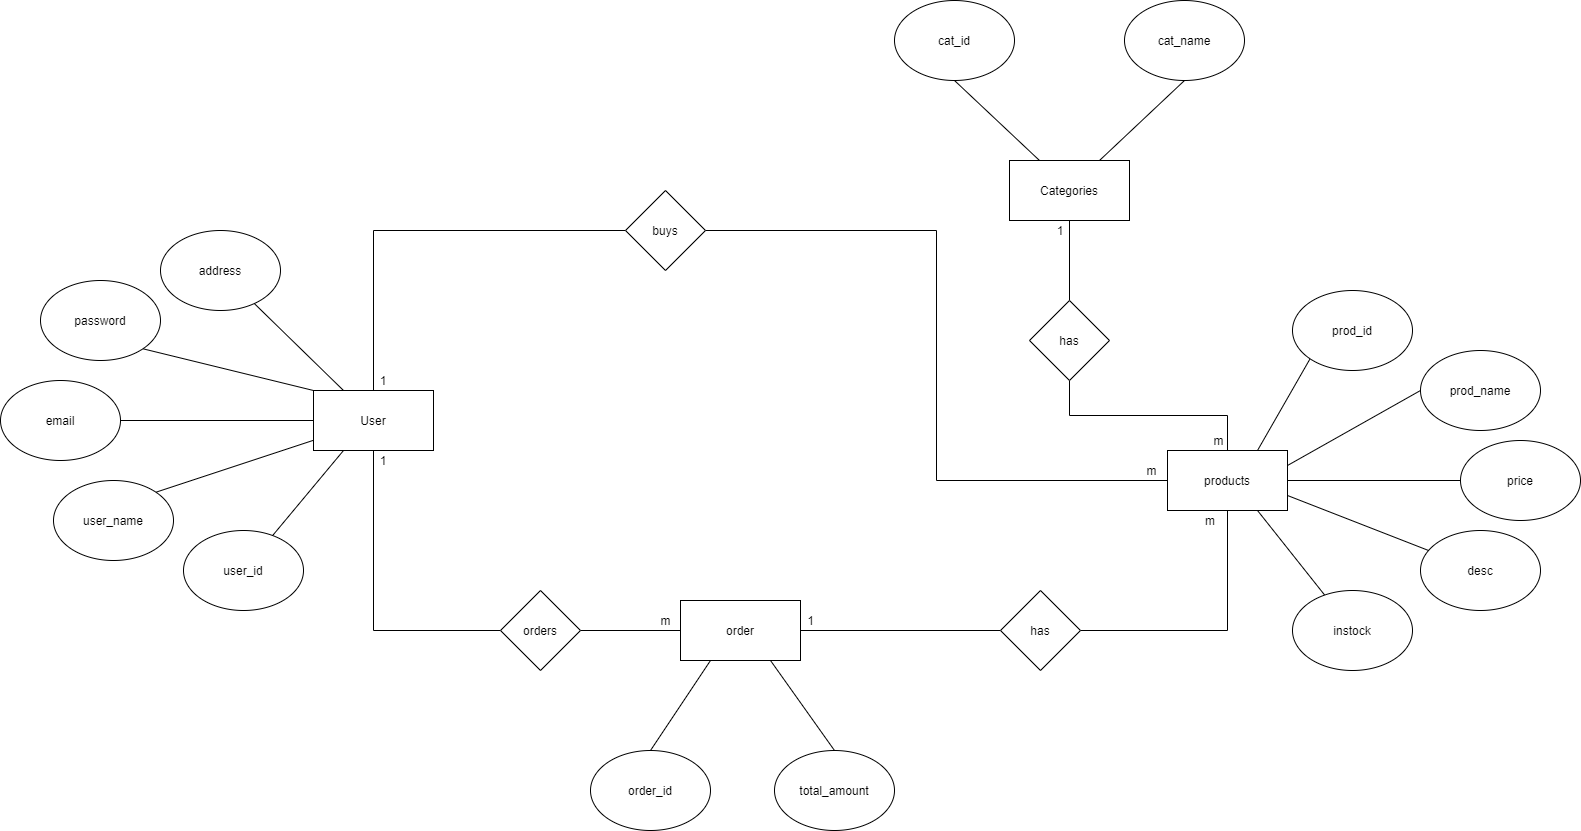 cat_id
cat_name
Categories
1
buys
address
password
has
prod_id
1
prod_name
email
User
m
m
products
price
1
user_name
m
user_id
desc
orders
m
order
1
has
instock
order_id
total_amount